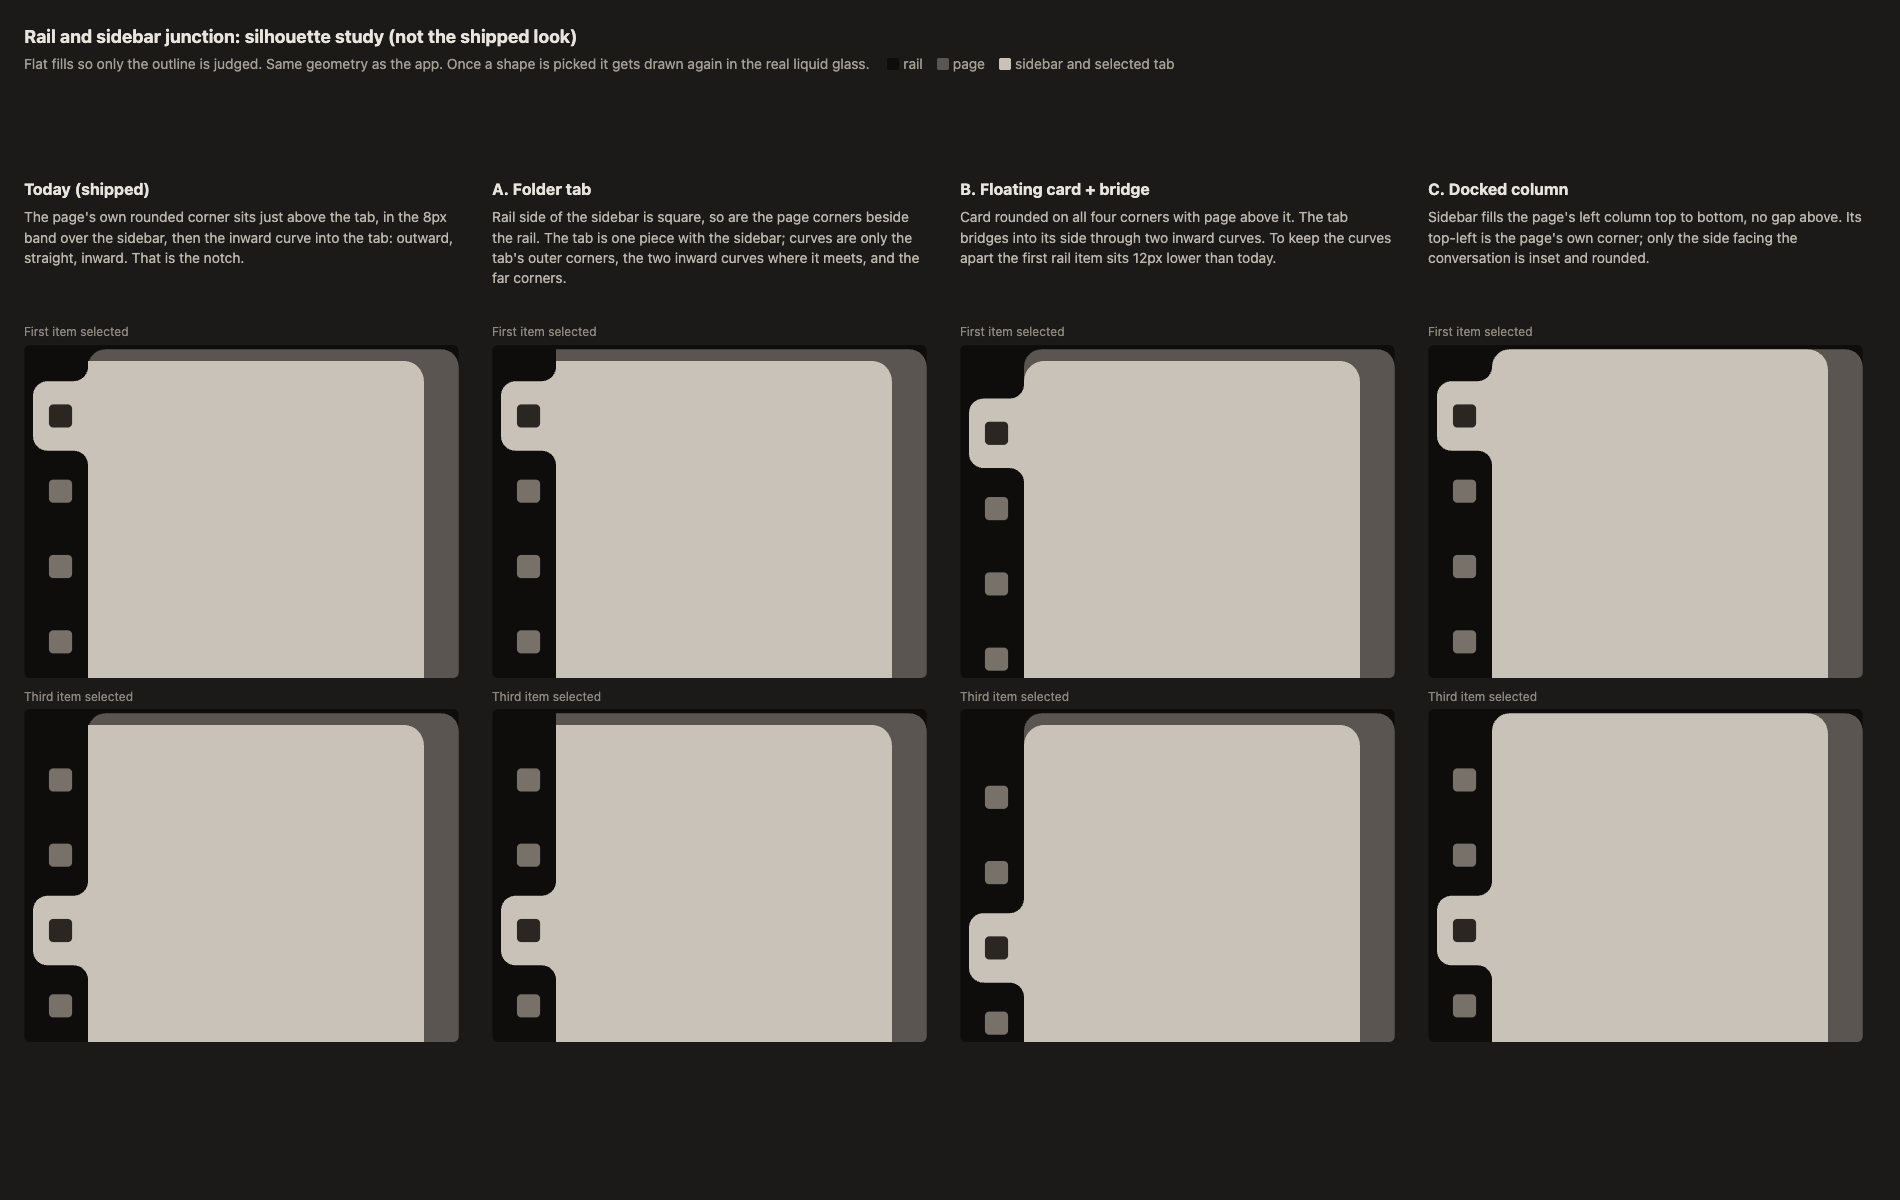 Rail and sidebar junction: silhouette study (not the shipped look)
Flat fills so only the outline is judged. Same geometry as the app. Once a shape is picked it gets drawn again in the real liquid glass. rail page sidebar and selected tab
Today (shipped)
The page's own rounded corner sits just above the tab, in the 8px
band over the sidebar, then the inward curve into the tab: outward,
straight, inward. That is the notch.
A. Folder tab
Rail side of the sidebar is square, so are the page corners beside
the rail. The tab is one piece with the sidebar; curves are only the
tab's outer corners, the two inward curves where it meets, and the
far corners.
B. Floating card + bridge
Card rounded on all four corners with page above it. The tab
bridges into its side through two inward curves. To keep the curves
apart the first rail item sits 12px lower than today.
C. Docked column
Sidebar fills the page's left column top to bottom, no gap above. Its
top-left is the page's own corner; only the side facing the
conversation is inset and rounded.
First item selected
First item selected
First item selected
First item selected
Third item selected
Third item selected
Third item selected
Third item selected